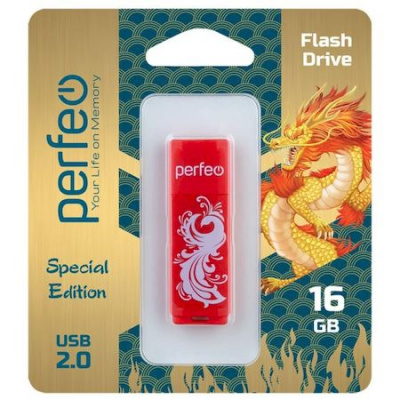 Flash
Drive
perfeo
Your Life on Memory
perfeo
Special
Edition
16
GB
USB
2.0